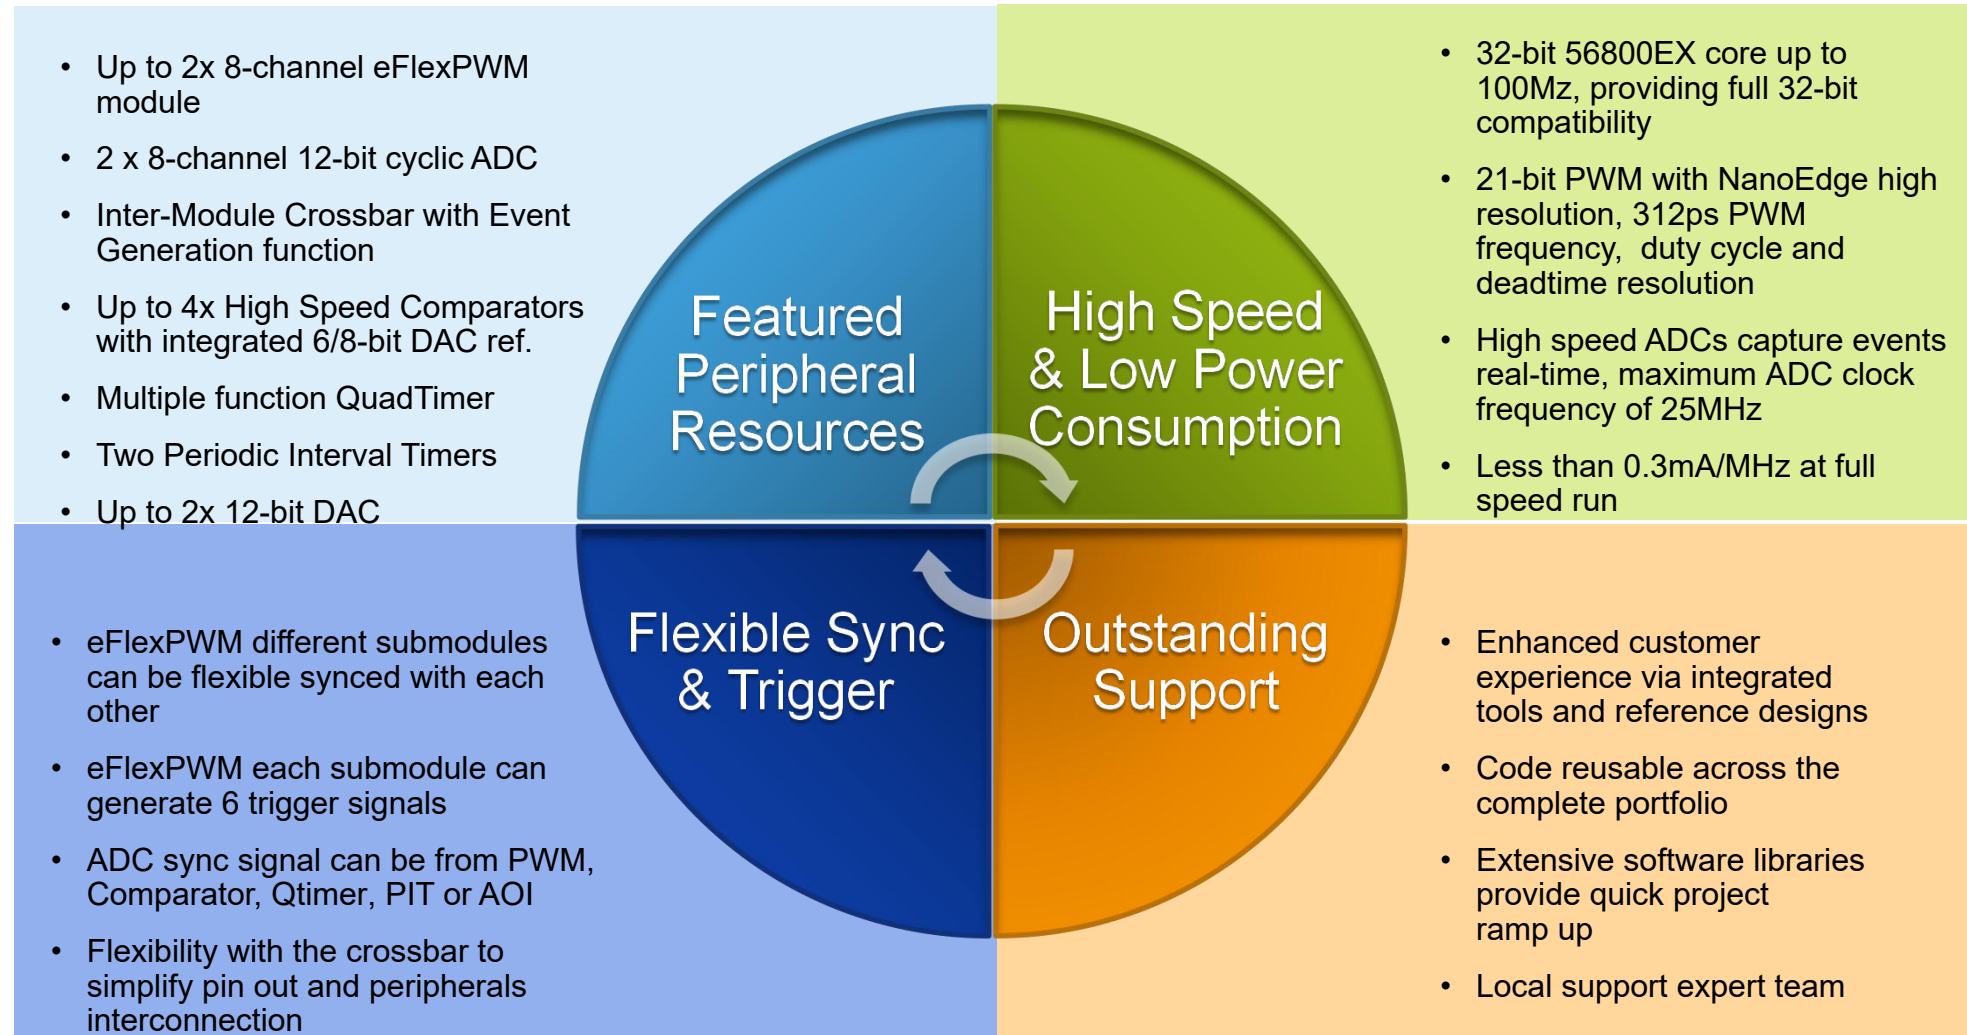 • Up to 2x 8-channel eFlexPWM
module
• 2 x 8-channel 12-bit cyclic ADC
• Inter-Module Crossbar with Event
Generation function
• Up to 4x High Speed Comparators
with integrated 6/8-bit DAC ref.
• Multiple function QuadTimer
• Two Periodic Interval Timers
• Up to 2x 12-bit DAC
Featured
Peripheral
Resources
High Speed
& Low Power
Consumption
• 32-bit 56800EX core up to
100Mz, providing full 32-bit
compatibility
• 21-bit PWM with NanoEdge high
resolution, 312ps PWM
frequency,  duty cycle and
deadtime resolution
• High speed ADCs capture events
real-time, maximum ADC clock
frequency of 25MHz
• Less than 0.3mA/MHz at full
speed run
• eFlexPWM different submodules
can be flexible synced with each
other
• eFlexPWM each submodule can
generate 6 trigger signals
• ADC sync signal can be from PWM,
Comparator, Qtimer, PIT or AOI
• Flexibility with the crossbar to
simplify pin out and peripherals
interconnection
Flexible Sync
& Trigger
Outstanding
Support
• Enhanced customer
experience via integrated
tools and reference designs
• Code reusable across the
complete portfolio
• Extensive software libraries
provide quick project
ramp up
• Local support expert team